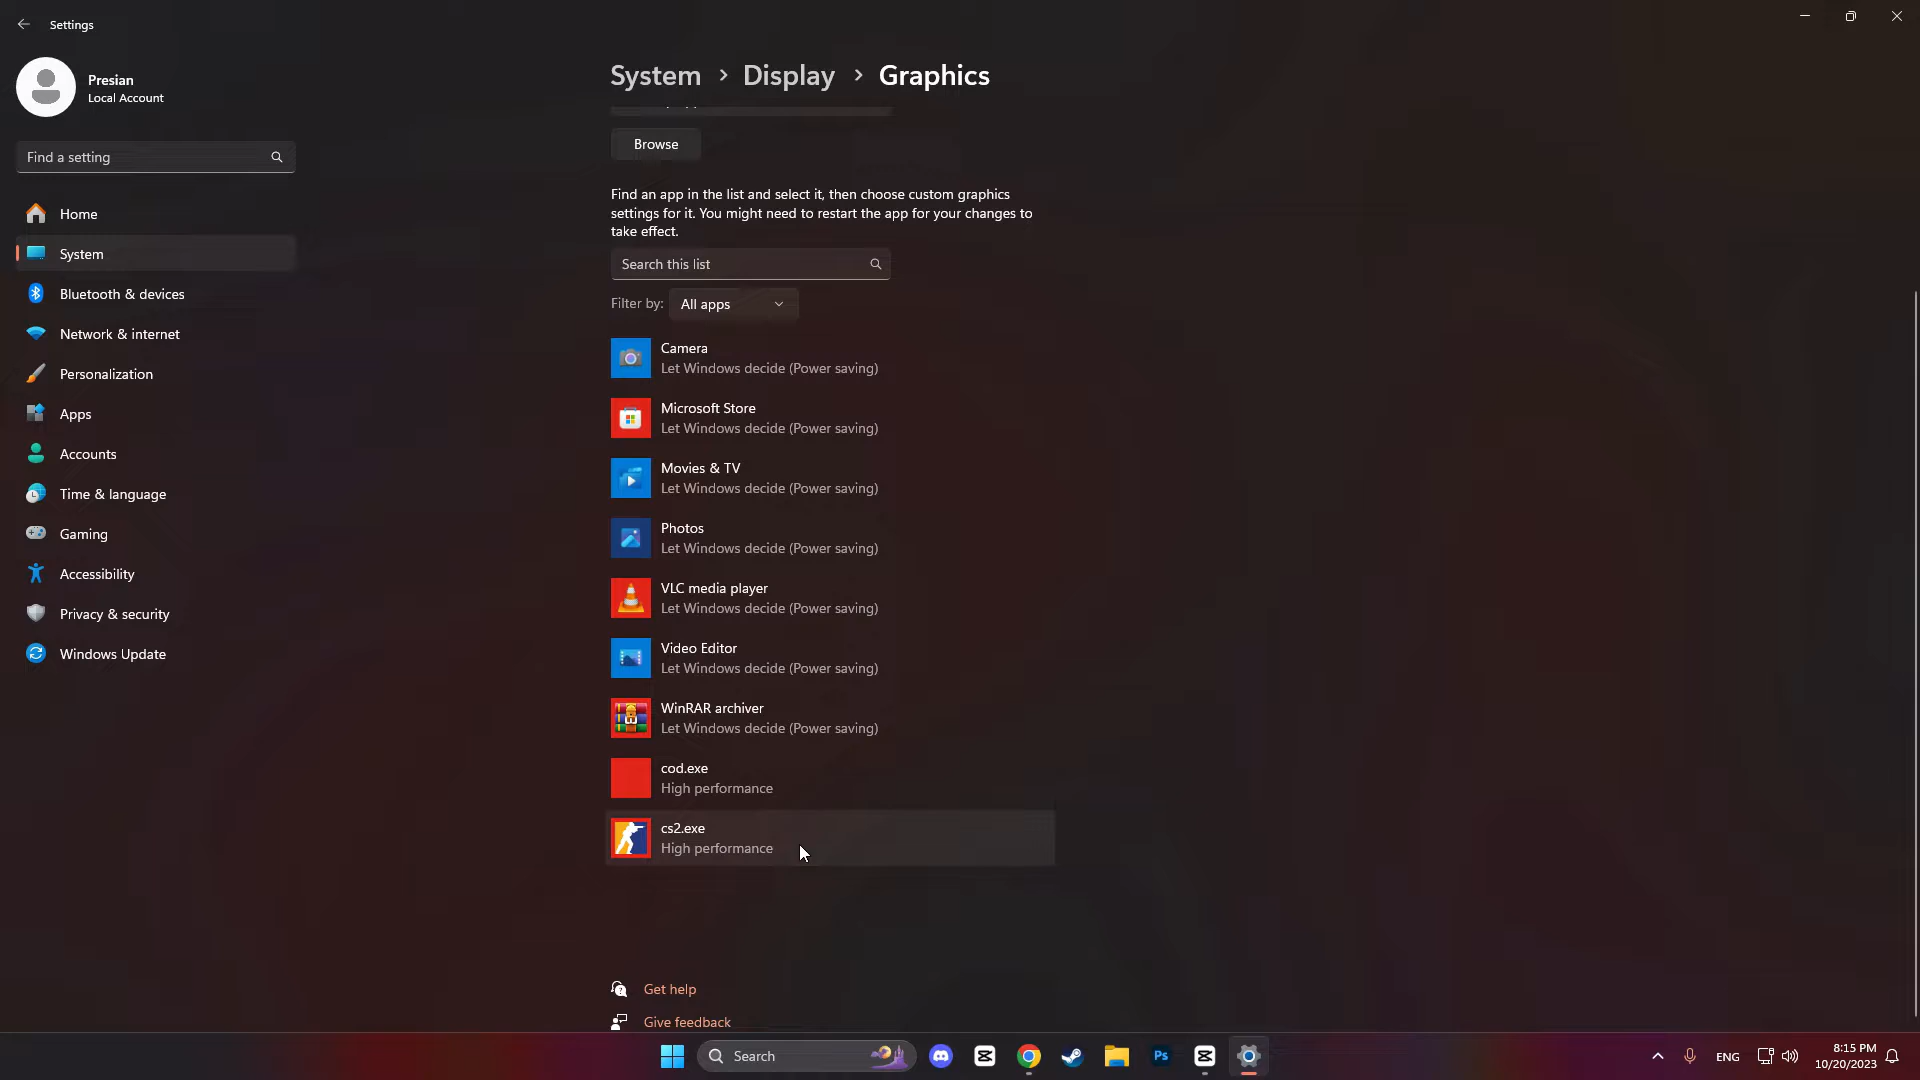 Settings
Presian
Local Account
Find a setting
Home
System
Bluetooth & devices
Network & internet
Personalization
Apps
Accounts
Time & language
Gaming
Accessibility
Privacy & security
Windows Update
System > Display > Graphics
Browse
Find an app in the list and select it, then choose custom graphics
settings for it. You might need to restart the app for your changes to
take effect.
Search this list
Filter by: All apps
Camera
Let Windows decide (Power saving)
Microsoft Store
Let Windows decide (Power saving)
Movies & TV
Let Windows decide (Power saving)
Photos
Let Windows decide (Power saving)
VLC media player
Let Windows decide (Power saving)
Video Editor
Let Windows decide (Power saving)
WinRAR archiver
Let Windows decide (Power saving)
cod.exe
High performance
cs2.exe
High performance
Get help
Give feedback
Search
Ps
ENG
8:15 PM
10/20/2023